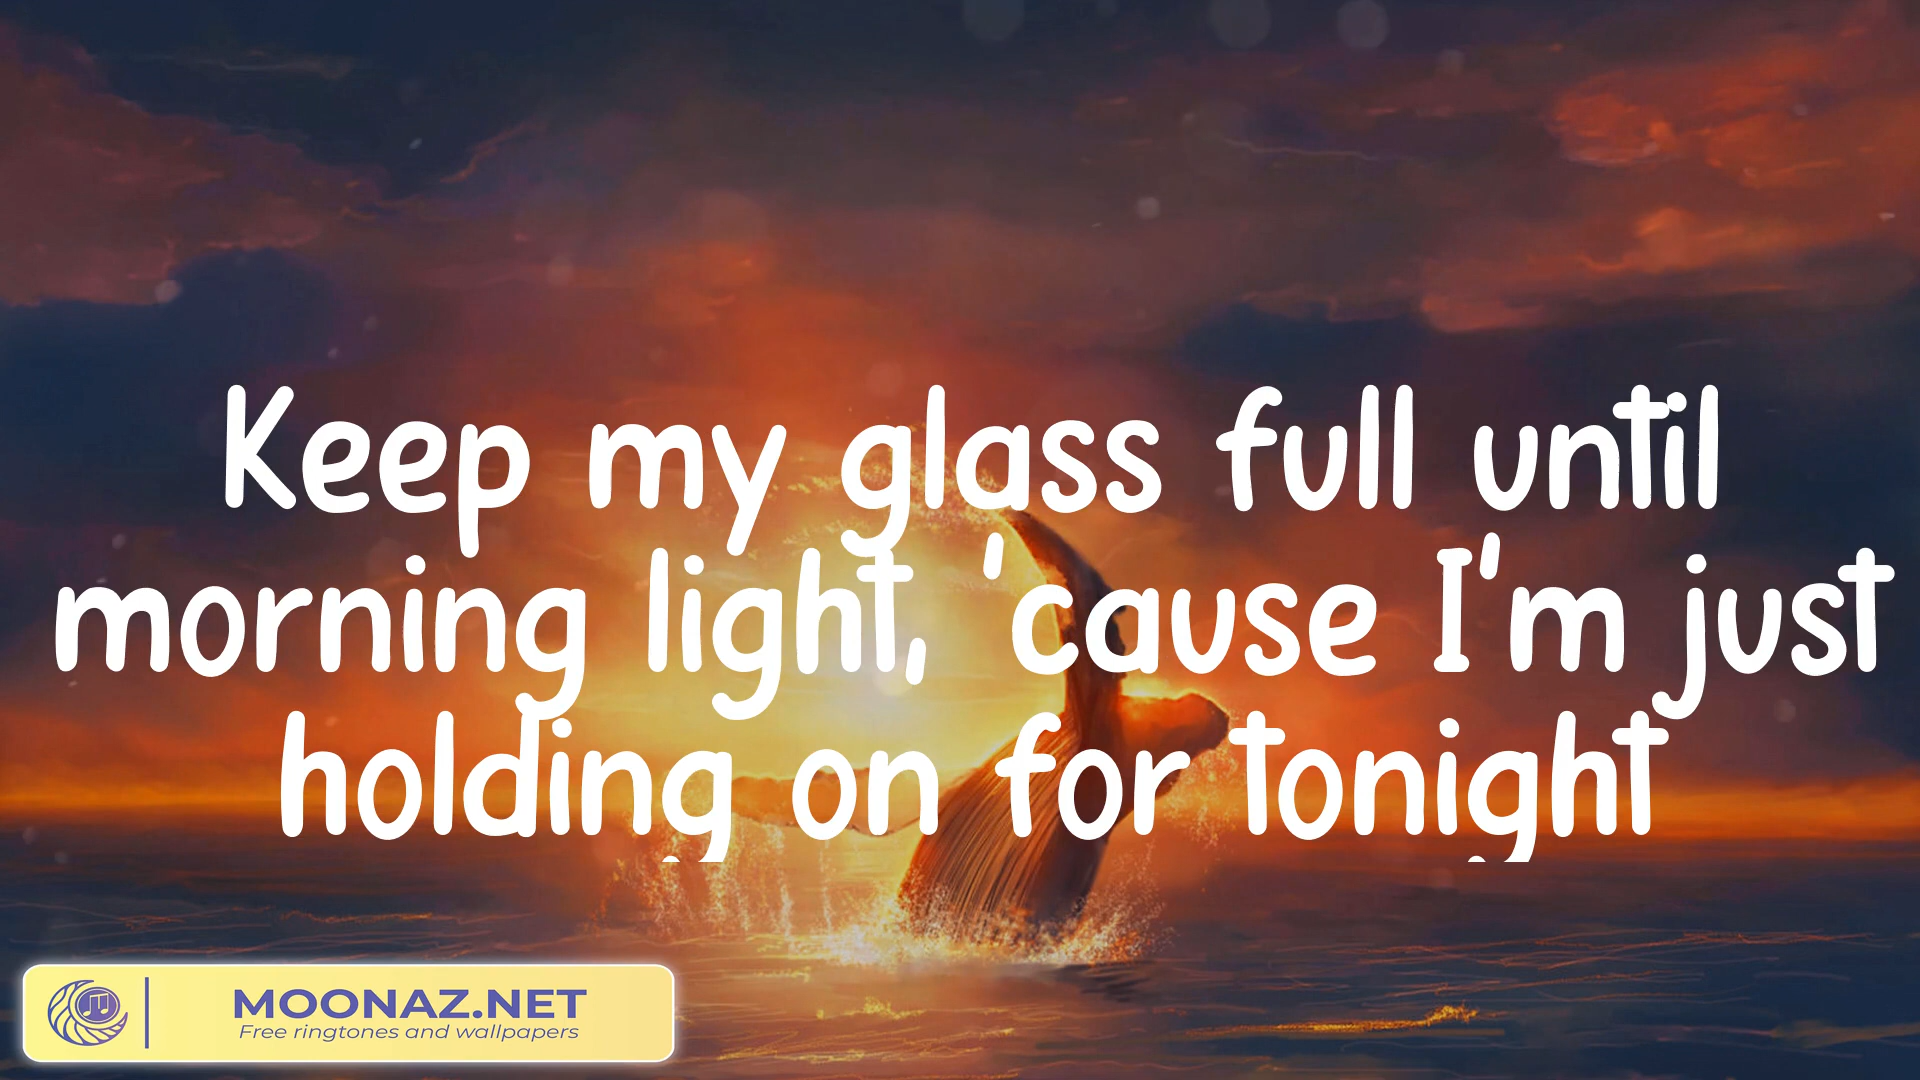 Keep my glass full until
morning light, 'cause I'm just
holding on for tonight
MOONAZ.NET
Free ringtones and wallpapers